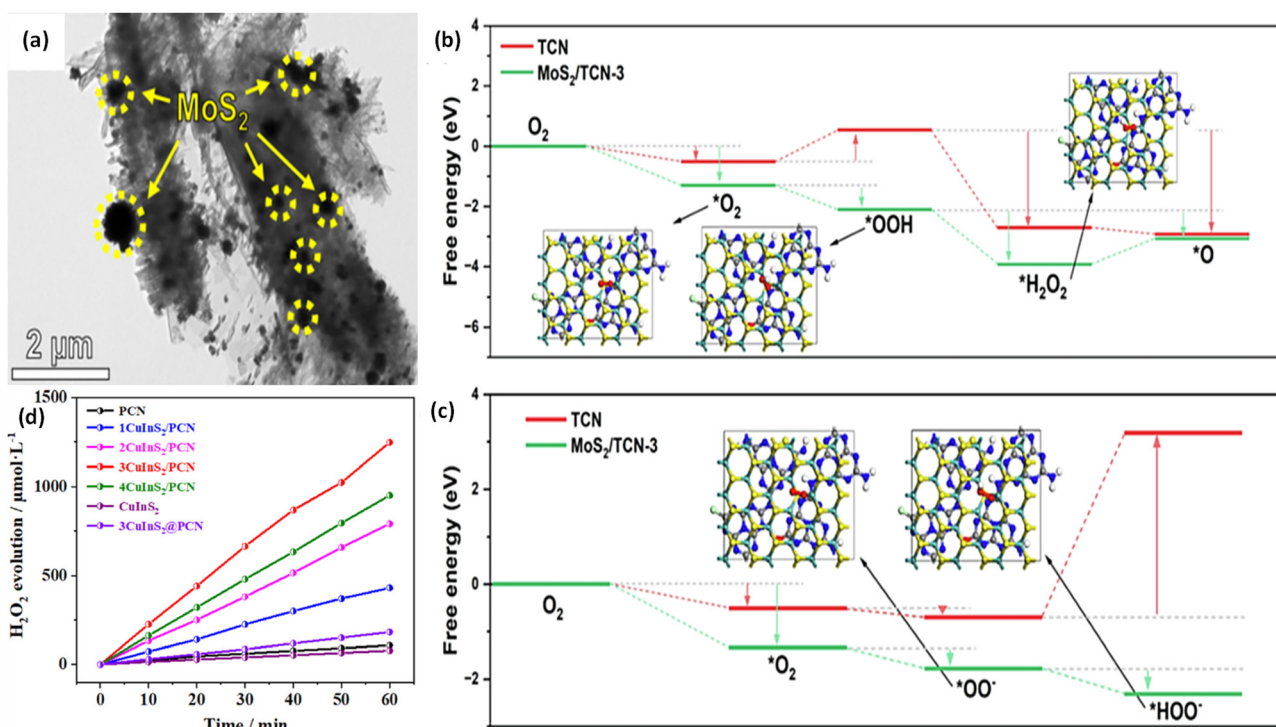 (a)
MoS₂
2 μm
(b)
TCN
MoS₂/TCN-3
Free energy (eV)
4
2
0
-2
-4
-6
O₂
*O₂
*OOH
*H₂O₂
*O
(d)
H₂O₂ evolution / μmol·L⁻¹
1500
1000
500
0
PCN
1CuInS₂/PCN
2CuInS₂/PCN
3CuInS₂/PCN
4CuInS₂/PCN
CuInS₂
3CuInS₂@PCN
0 10 20 30 40 50 60
Time / min
(c)
TCN
MoS₂/TCN-3
Free energy (eV)
4
2
0
−2
O₂
*O₂
*OO⁻
*HOO⁻